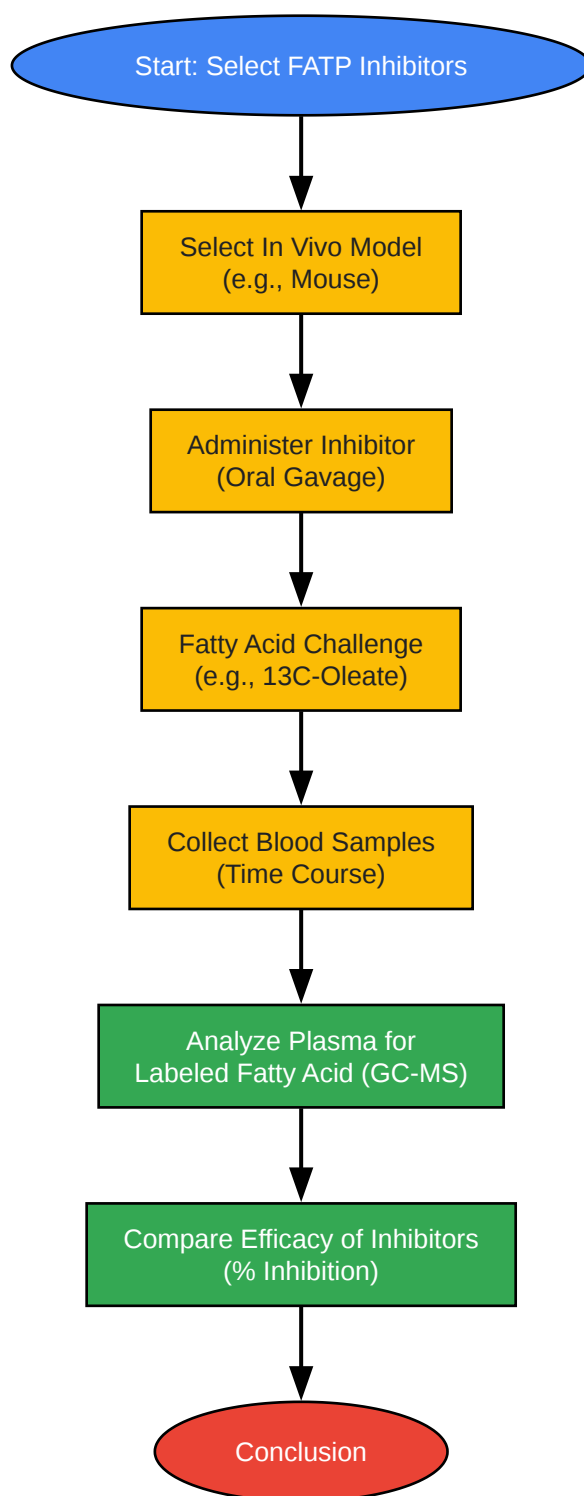 Start: Select FATP Inhibitors
Select In Vivo Model
(e.g., Mouse)
Administer Inhibitor
(Oral Gavage)
Fatty Acid Challenge
(e.g., 13C-Oleate)
Collect Blood Samples
(Time Course)
Analyze Plasma for
Labeled Fatty Acid (GC-MS)
Compare Efficacy of Inhibitors
(% Inhibition)
Conclusion